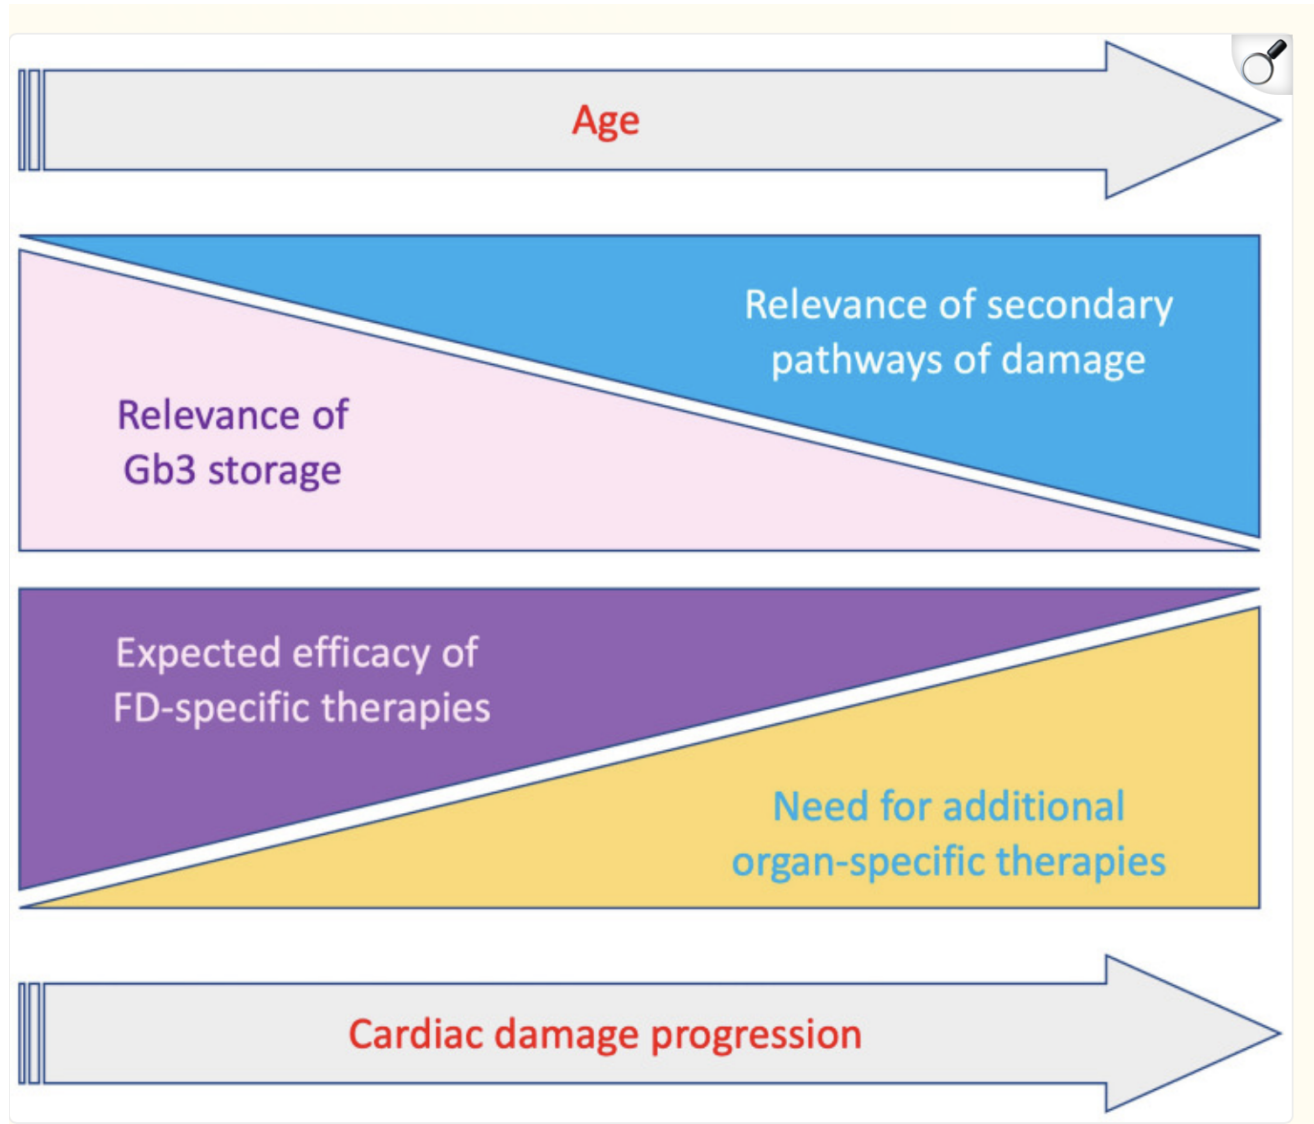 Age
Relevance of secondary
pathways of damage
Relevance of
Gb3 storage
Expected efficacy of
FD-specific therapies
Need for additional
organ-specific therapies
Cardiac damage progression